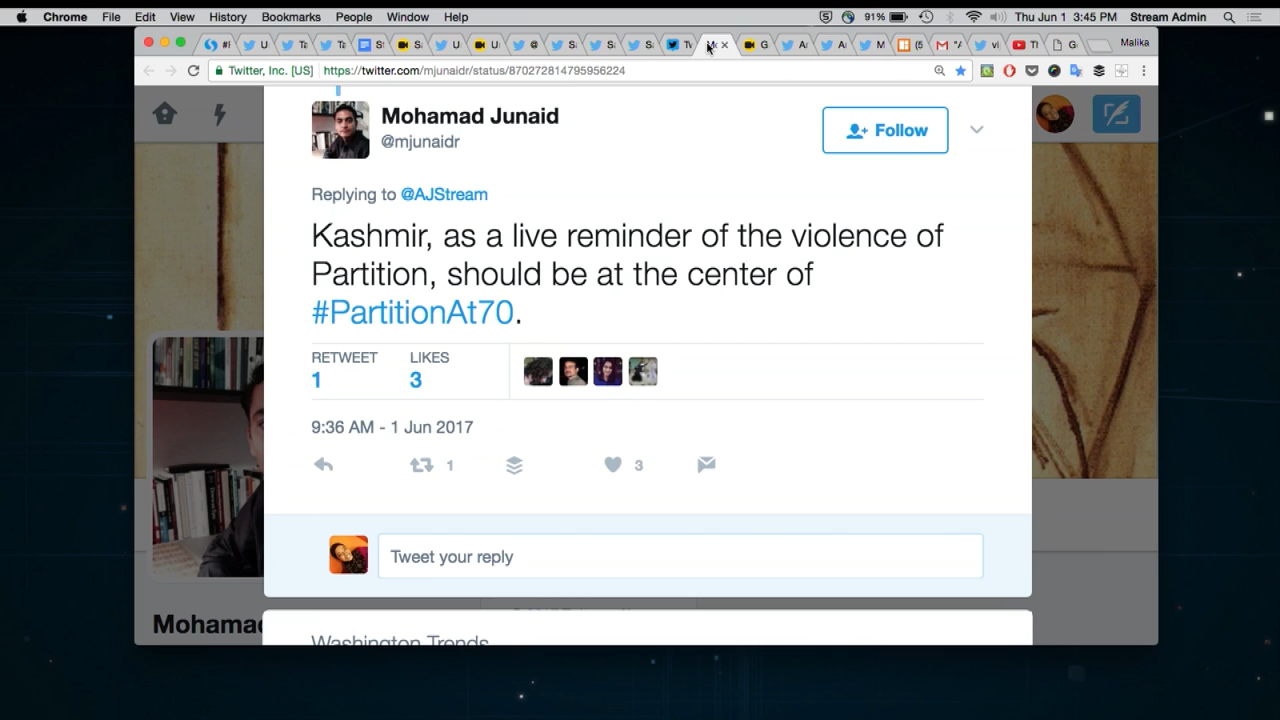 Chrome File Edit View History Bookmarks People Window Help 91% Thu Jun 1 3:45 PM Stream Admin
Malika
Twitter, Inc. [US] https://twitter.com/mjunaidr/status/870272814795956224
Mohamad Junaid
@mjunaidr
Follow
Replying to @AJStream
Kashmir, as a live reminder of the violence of
Partition, should be at the center of
#PartitionAt70.
RETWEET LIKES
1 3
9:36 AM - 1 Jun 2017
1 3
Tweet your reply
Mohamad
Washington Trends